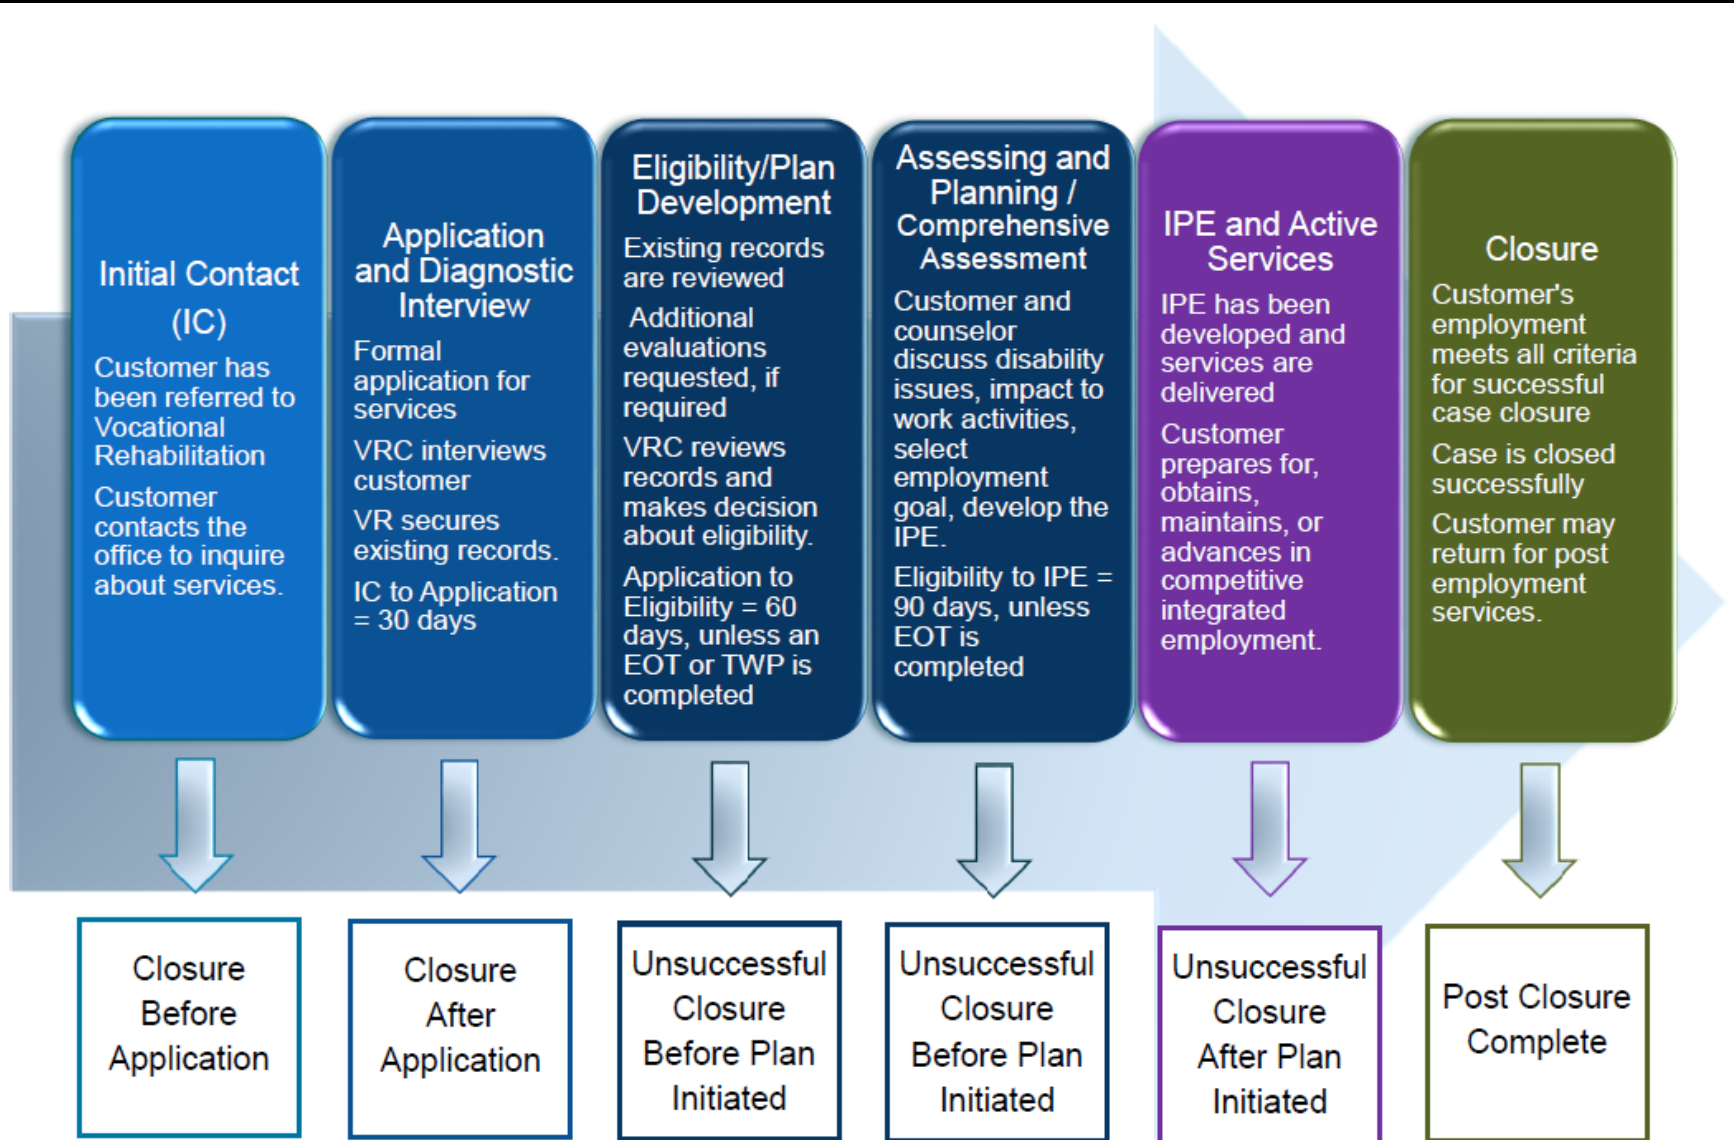 Initial Contact
(IC)
Customer has
been referred to
Vocational
Rehabilitation
Customer
contacts the
office to inquire
about services.
Application
and Diagnostic
Interview
Formal
application for
services
VRC interviews
customer
VR secures
existing records.
IC to Application
= 30 days
Eligibility/Plan
Development
Existing records
are reviewed
Additional
evaluations
requested, if
required
VRC reviews
records and
makes decision
about eligibility.
Application to
Eligibility = 60
days, unless an
EOT or TWP is
completed
Assessing and
Planning /
Comprehensive
Assessment
Customer and
counselor
discuss disability
issues, impact to
work activities,
select
employment
goal, develop the
IPE.
Eligibility to IPE =
90 days, unless
EOT is
completed
IPE and Active
Services
IPE has been
developed and
services are
delivered
Customer
prepares for,
obtains,
maintains, or
advances in
competitive
integrated
employment.
Closure
Customer's
employment
meets all criteria
for successful
case closure
Case is closed
successfully
Customer may
return for post
employment
services.
Closure
Before
Application
Closure
After
Application
Unsuccessful
Closure
Before Plan
Initiated
Unsuccessful
Closure
Before Plan
Initiated
Unsuccessful
Closure
After Plan
Initiated
Post Closure
Complete